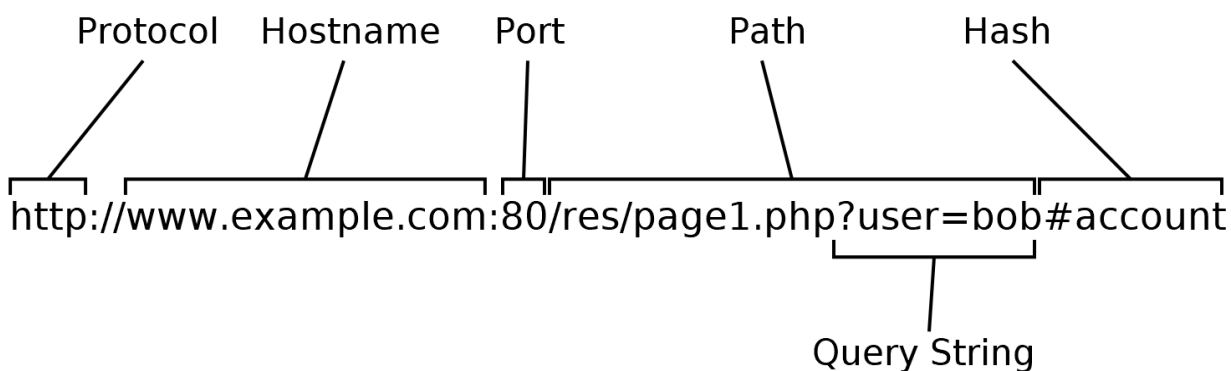 Protocol Hostname Port Path Hash
http://www.example.com:80/res/page1.php?user=bob#account
Query String